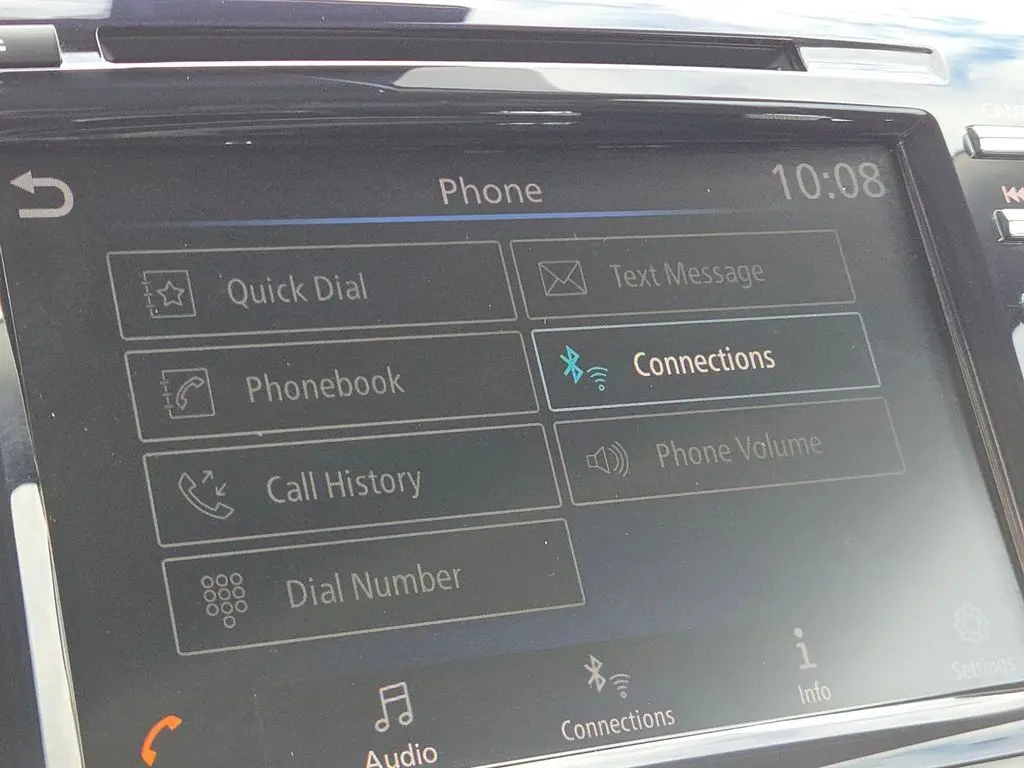 Phone
10:08
Quick Dial
Text Message
Phonebook
Connections
Call History
Phone Volume
Dial Number
Audio
Connections
Info
Settings